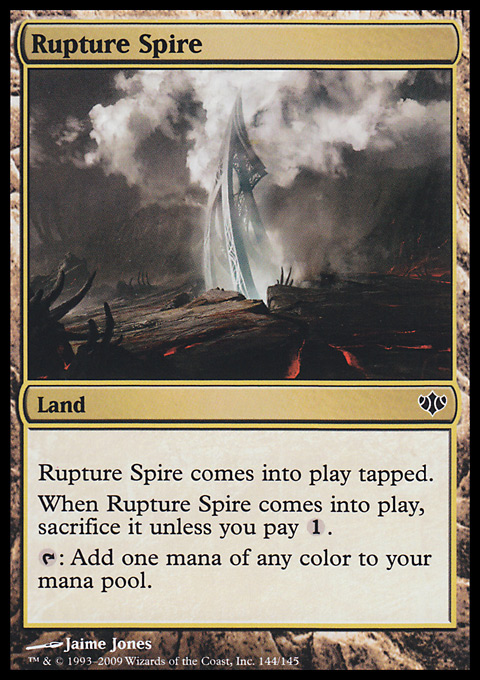 Rupture Spire
Land
Rupture Spire comes into play tapped.
When Rupture Spire comes into play,
sacrifice it unless you pay 1.
: Add one mana of any color to your
mana pool.
Jaime Jones
™ & © 1993–2009 Wizards of the Coast, Inc. 144/145